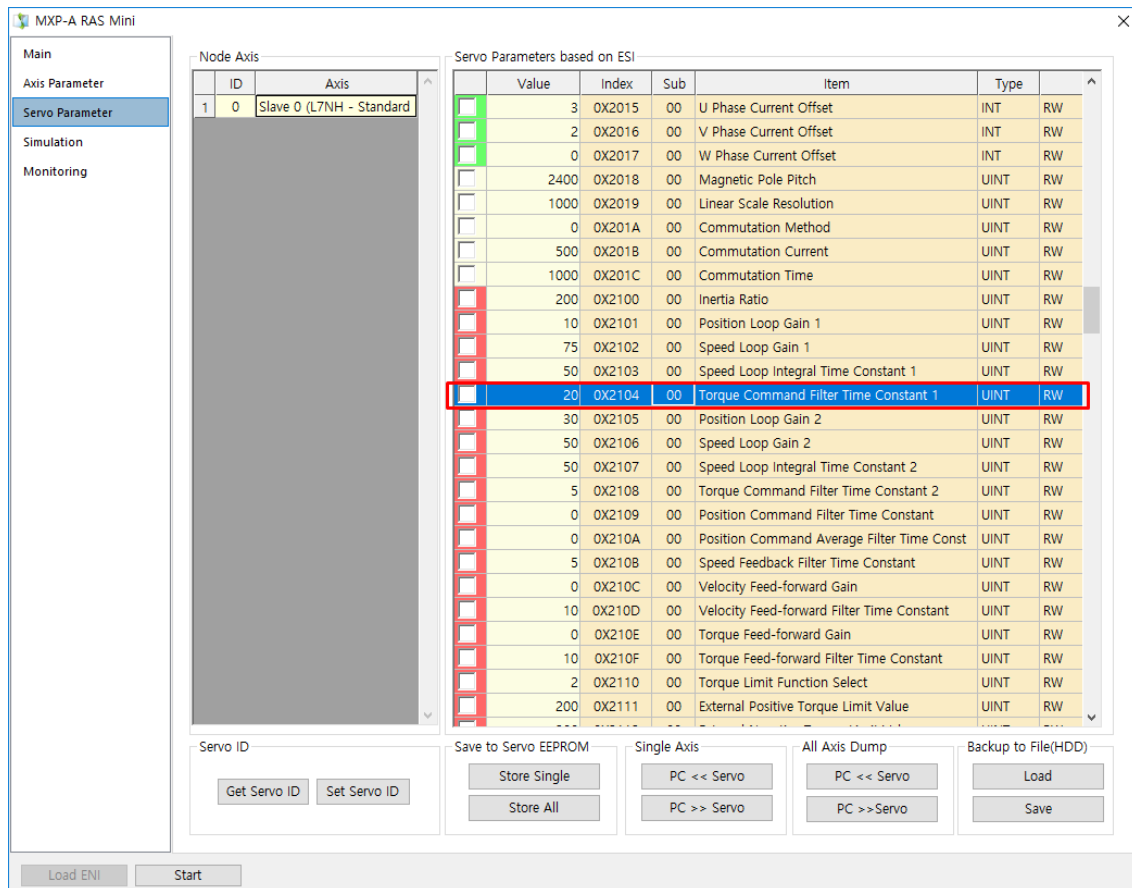 MXP-A RAS Mini
Main
Axis Parameter
Servo Parameter
Simulation
Monitoring
Node Axis
ID Axis
1 0 Slave 0 (L7NH - Standard
Servo Parameters based on ESI
Value Index Sub Item Type
3 0X2015 00 U Phase Current Offset INT RW
2 0X2016 00 V Phase Current Offset INT RW
0 0X2017 00 W Phase Current Offset INT RW
2400 0X2018 00 Magnetic Pole Pitch UINT RW
1000 0X2019 00 Linear Scale Resolution UINT RW
0 0X201A 00 Commutation Method UINT RW
500 0X201B 00 Commutation Current UINT RW
1000 0X201C 00 Commutation Time UINT RW
200 0X2100 00 Inertia Ratio UINT RW
10 0X2101 00 Position Loop Gain 1 UINT RW
75 0X2102 00 Speed Loop Gain 1 UINT RW
50 0X2103 00 Speed Loop Integral Time Constant 1 UINT RW
20 0X2104 00 Torque Command Filter Time Constant 1 UINT RW
30 0X2105 00 Position Loop Gain 2 UINT RW
50 0X2106 00 Speed Loop Gain 2 UINT RW
50 0X2107 00 Speed Loop Integral Time Constant 2 UINT RW
5 0X2108 00 Torque Command Filter Time Constant 2 UINT RW
0 0X2109 00 Position Command Filter Time Constant UINT RW
0 0X210A 00 Position Command Average Filter Time Const UINT RW
5 0X210B 00 Speed Feedback Filter Time Constant UINT RW
0 0X210C 00 Velocity Feed-forward Gain UINT RW
10 0X210D 00 Velocity Feed-forward Filter Time Constant UINT RW
0 0X210E 00 Torque Feed-forward Gain UINT RW
10 0X210F 00 Torque Feed-forward Filter Time Constant UINT RW
2 0X2110 00 Torque Limit Function Select UINT RW
200 0X2111 00 External Positive Torque Limit Value UINT RW
Servo ID
Get Servo ID Set Servo ID
Save to Servo EEPROM
Store Single
Store All
Single Axis
PC << Servo
PC >> Servo
All Axis Dump
PC << Servo
PC >>Servo
Backup to File(HDD)
Load
Save
Load ENI Start